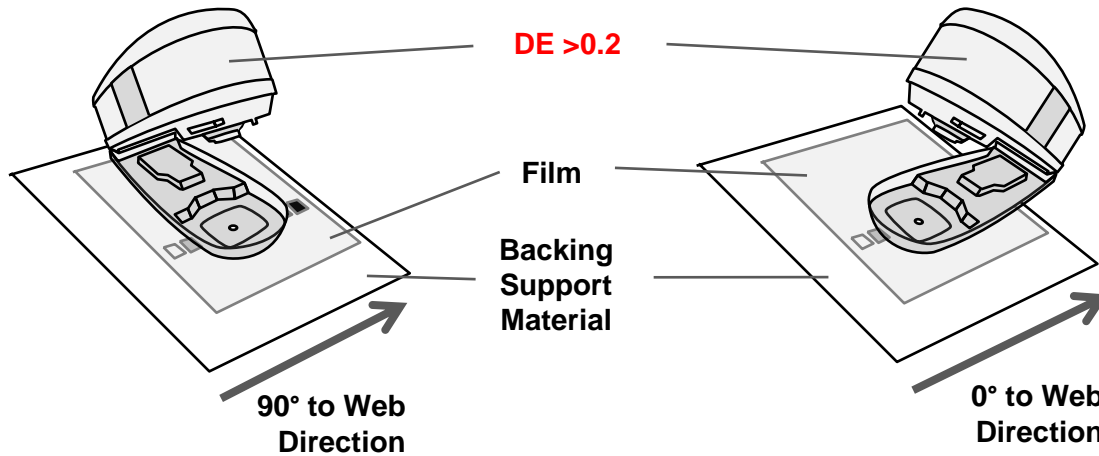 DE >0.2
Film
Backing
Support
Material
90° to Web
Direction
0° to Web
Direction